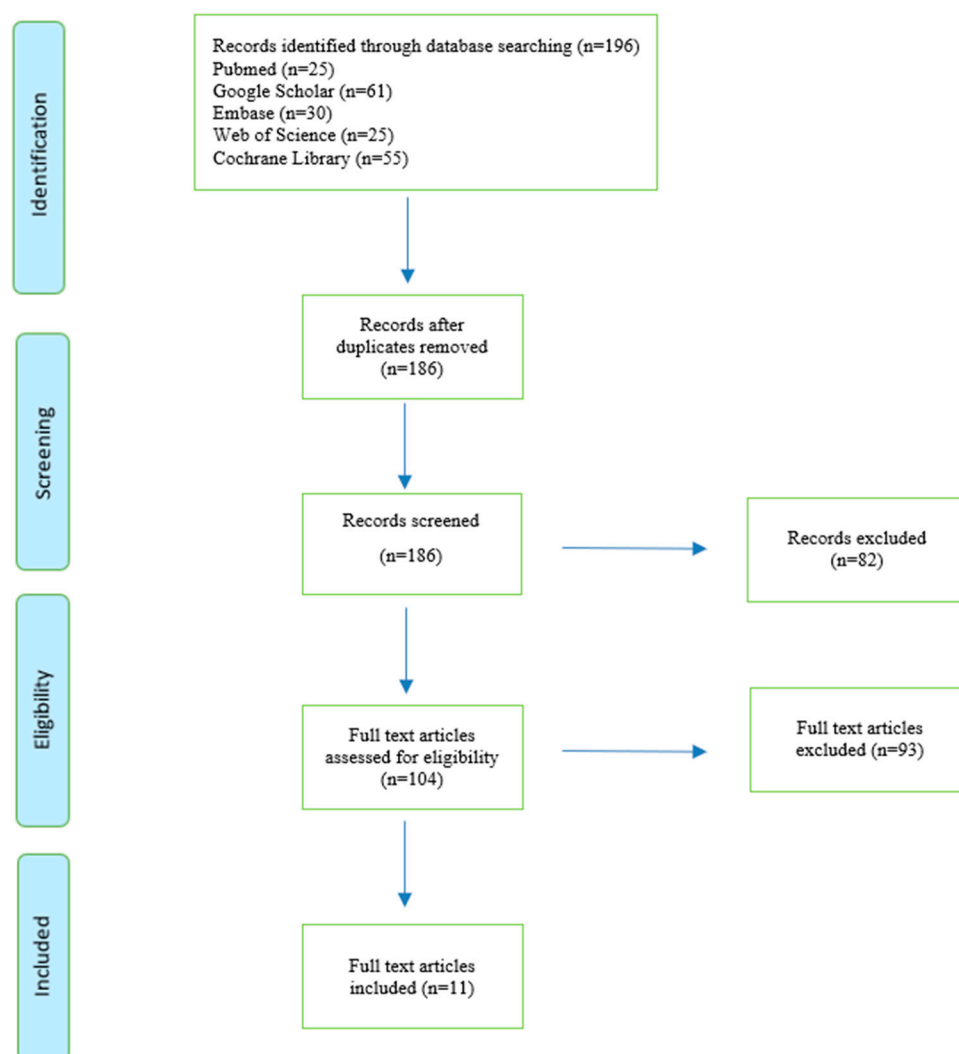 Identification
Records identified through database searching (n=196)
Pubmed (n=25)
Google Scholar (n=61)
Embase (n=30)
Web of Science (n=25)
Cochrane Library (n=55)
Records after
duplicates removed
(n=186)
Screening
Records screened
(n=186)
Records excluded
(n=82)
Eligibility
Full text articles
assessed for eligibility
(n=104)
Full text articles
excluded (n=93)
Included
Full text articles
included (n=11)